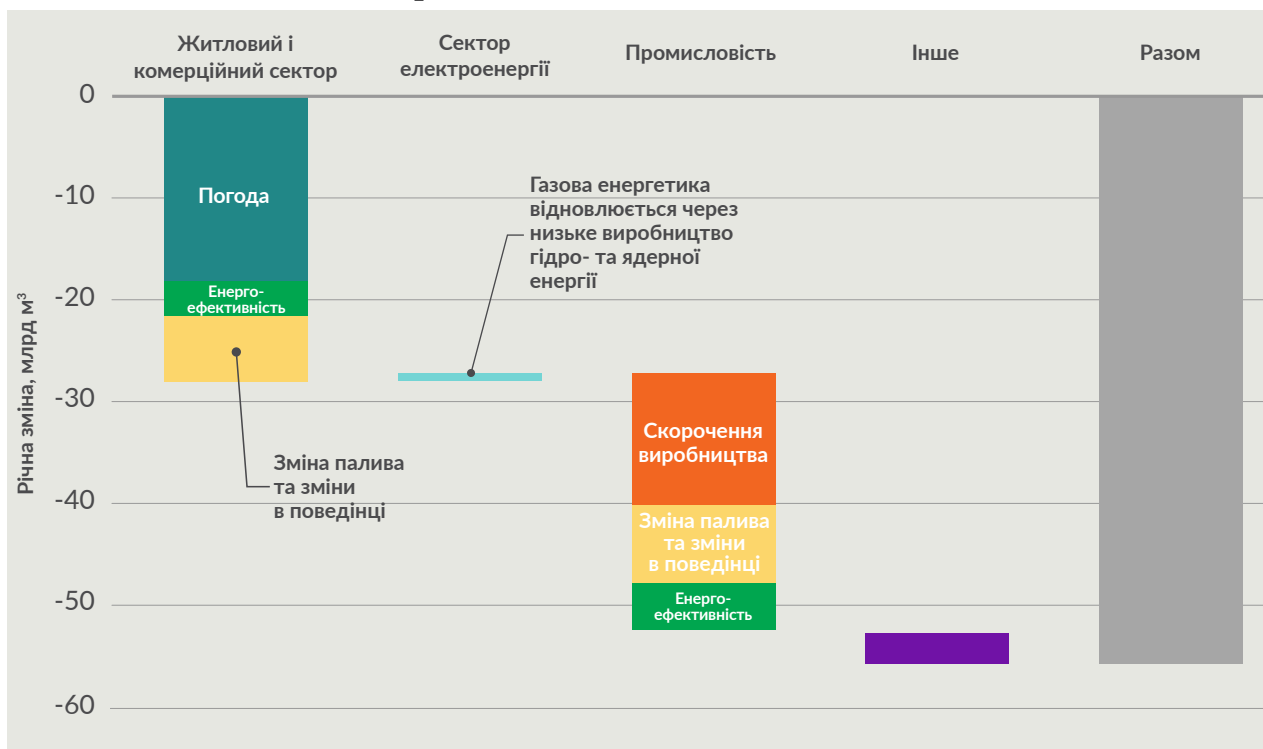 Житловий і
комерційний сектор
Сектор
електроенергії
Промисловість
Інше
Разом
Річна зміна, млрд м³
0
-10
-20
-30
-40
-50
-60
Погода
Енерго-
ефективність
Зміна палива
та зміни
в поведінці
Газова енергетика
відновлюється через
низьке виробництво
гідро- та ядерної
енергії
Скорочення
виробництва
Зміна палива
та зміни
в поведінці
Енерго-
ефективність